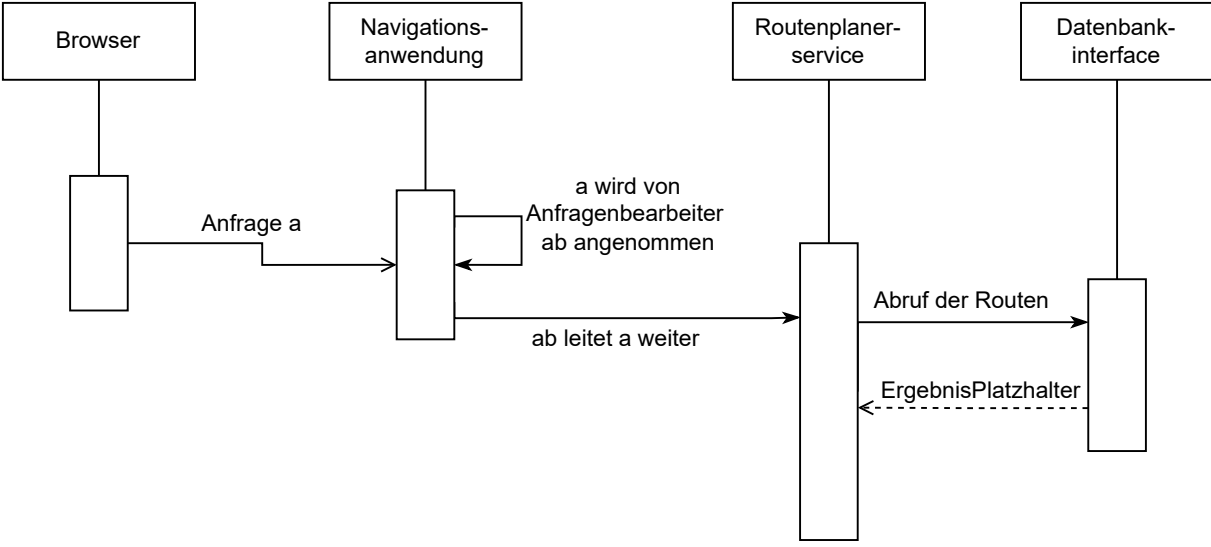 Browser
Navigations-
anwendung
Routenplaner-
service
Datenbank-
interface
Anfrage a
a wird von
Anfragenbearbeiter
ab angenommen
ab leitet a weiter
Abruf der Routen
ErgebnisPlatzhalter